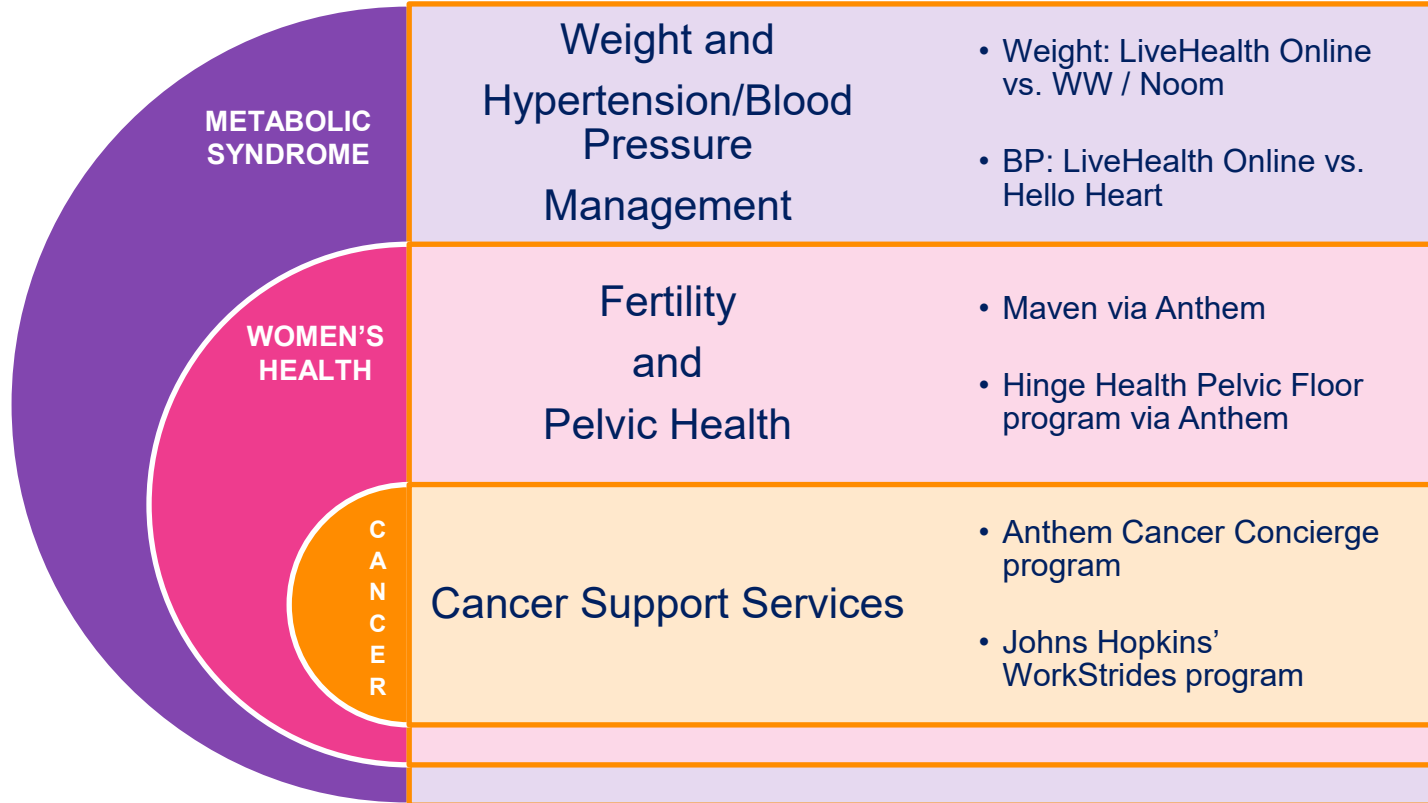 METABOLIC
SYNDROME
Weight and
Hypertension/Blood
Pressure
Management
• Weight: LiveHealth Online
vs. WW / Noom
• BP: LiveHealth Online vs.
Hello Heart
WOMEN'S
HEALTH
Fertility
and
Pelvic Health
• Maven via Anthem
• Hinge Health Pelvic Floor
program via Anthem
C
A
N
C
E
R
Cancer Support Services
• Anthem Cancer Concierge
program
• Johns Hopkins’
WorkStrides program